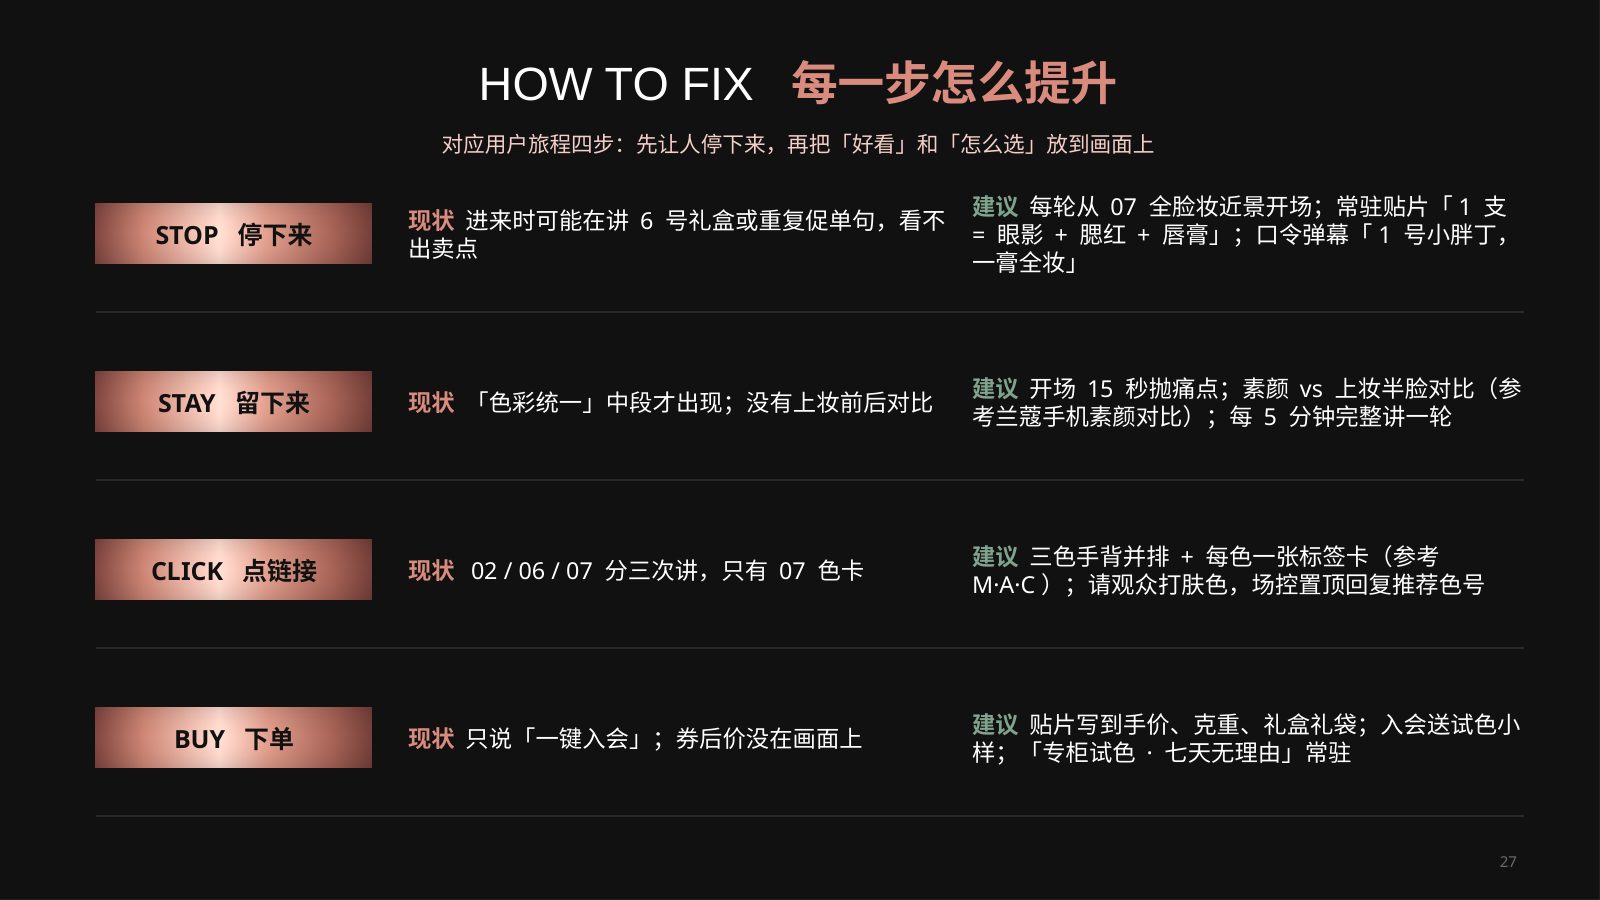 HOW TO FIX 每一步怎么提升
对应用户旅程四步：先让人停下来，再把「好看」和「怎么选」放到画面上
STOP 停下来
现状 进来时可能在讲 6 号礼盒或重复促单句，看不
出卖点
建议 每轮从 07 全脸妆近景开场；常驻贴片「 1 支
= 眼影 + 腮红 + 唇膏」；口令弹幕「 1 号小胖丁，
一膏全妆」
STAY 留下来
现状 「色彩统一」中段才出现；没有上妆前后对比
建议 开场 15 秒抛痛点；素颜 vs 上妆半脸对比（参
考兰蔻手机素颜对比）；每 5 分钟完整讲一轮
CLICK 点链接
现状 02 / 06 / 07 分三次讲，只有 07 色卡
建议 三色手背并排 + 每色一张标签卡（参考
M·A·C ）；请观众打肤色，场控置顶回复推荐色号
BUY 下单
现状 只说「一键入会」；券后价没在画面上
建议 贴片写到手价、克重、礼盒礼袋；入会送试色小
样；「专柜试色 · 七天无理由」常驻
27